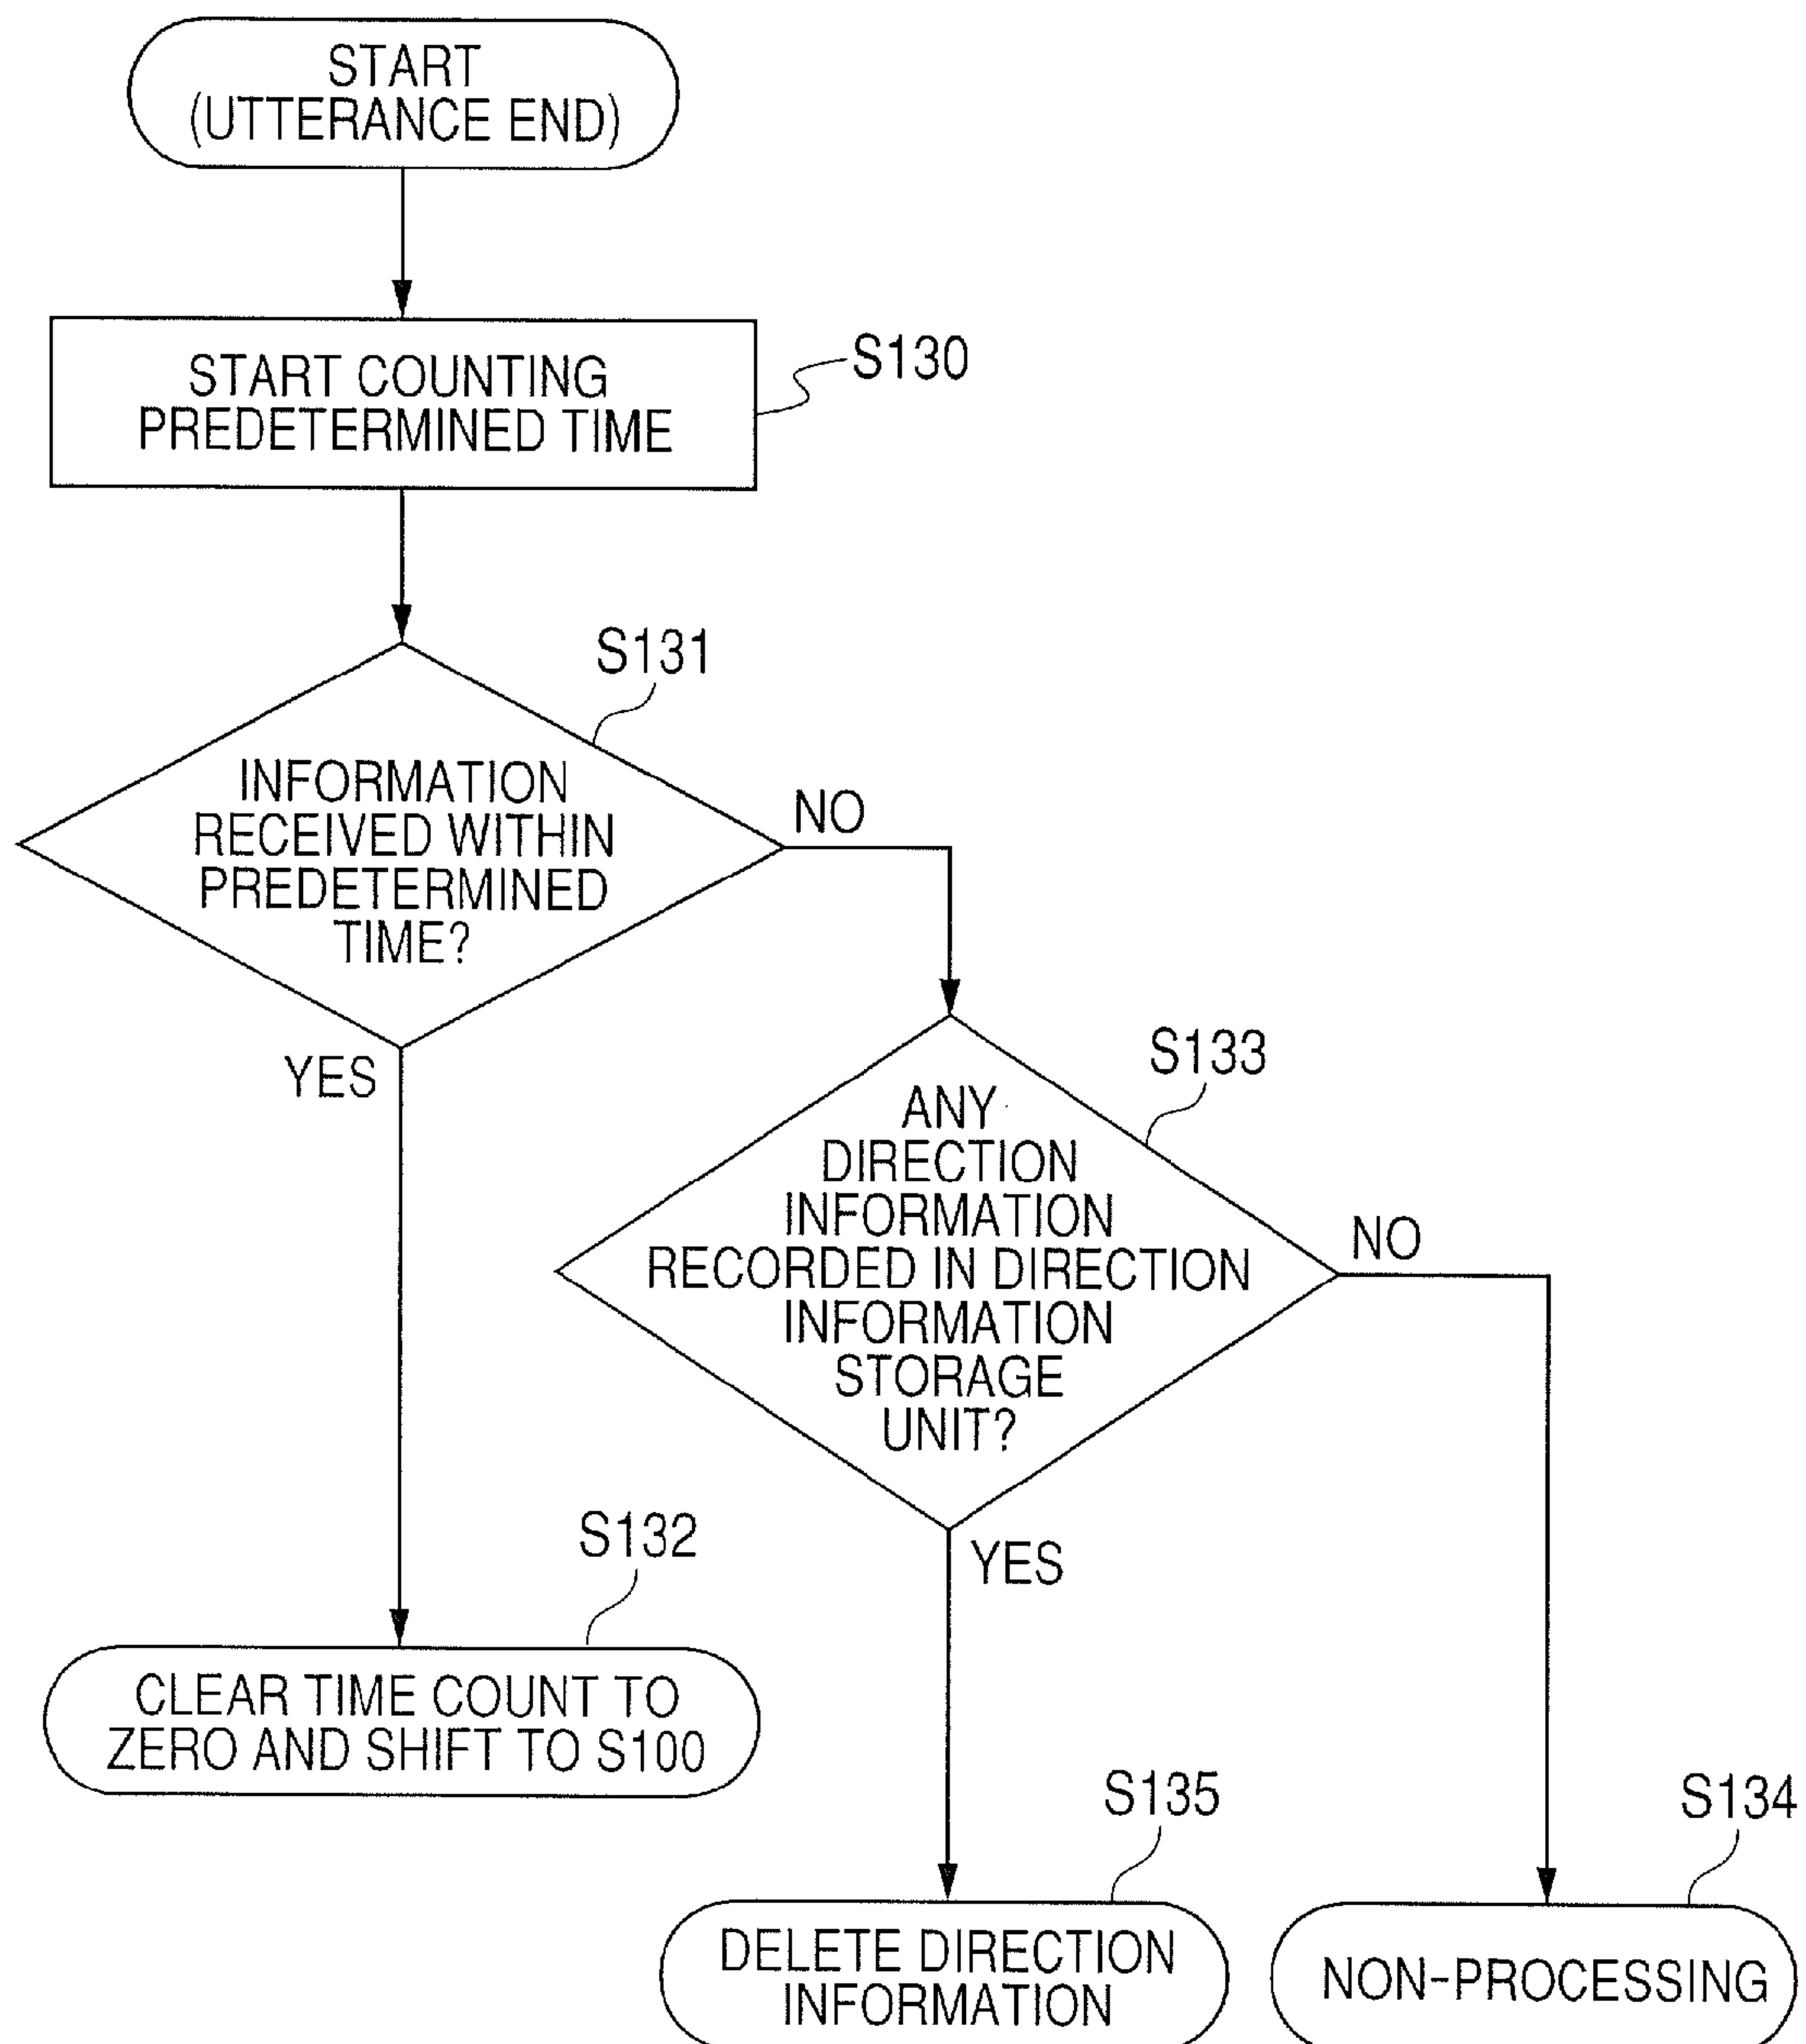 START
(UTTERANCE END)
START COUNTING
PREDETERMINED TIME
S130
S131
INFORMATION
RECEIVED WITHIN
PREDETERMINED
TIME?
NO
YES
S133
ANY
DIRECTION
INFORMATION
RECORDED IN DIRECTION
INFORMATION
STORAGE
UNIT?
NO
YES
S132
CLEAR TIME COUNT TO
ZERO AND SHIFT TO S100
S135
DELETE DIRECTION
INFORMATION
S134
NON-PROCESSING